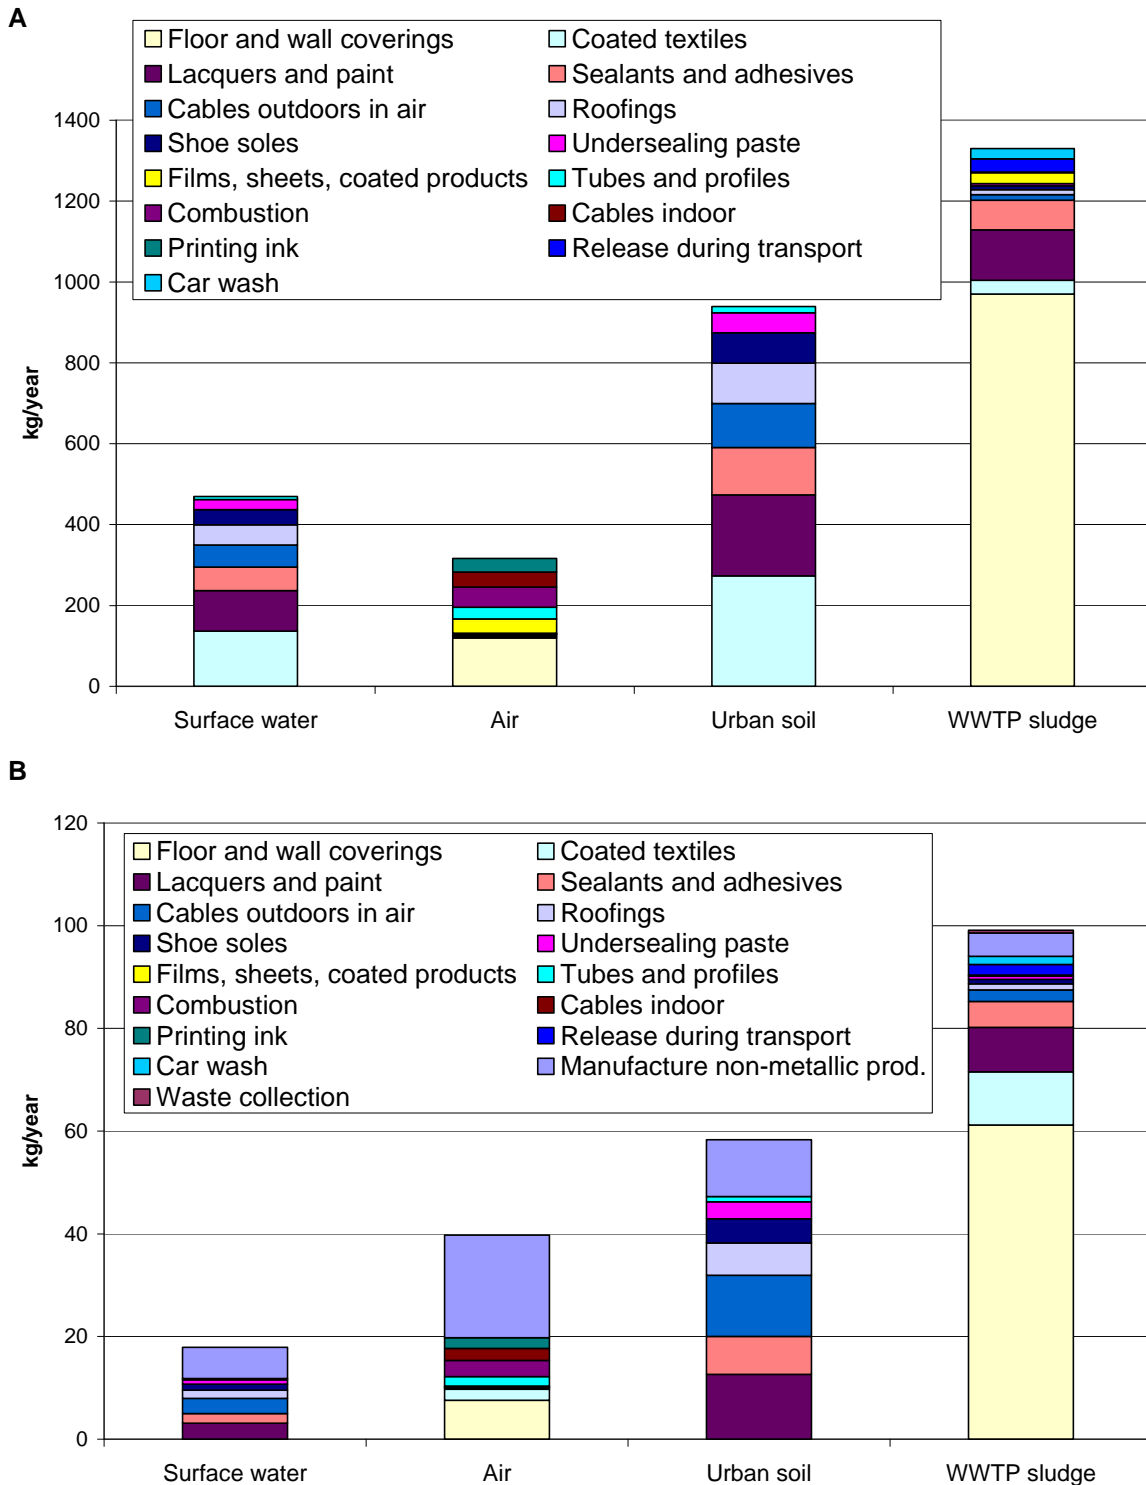 A
Floor and wall coverings Coated textiles
Lacquers and paint Sealants and adhesives
Cables outdoors in air Roofings
Shoe soles Undersealing paste
Films, sheets, coated products Tubes and profiles
Combustion Cables indoor
Printing ink Release during transport
Car wash
1400
1200
1000
800
600
400
200
0
kg/year
Surface water Air Urban soil WWTP sludge
B
Floor and wall coverings Coated textiles
Lacquers and paint Sealants and adhesives
Cables outdoors in air Roofings
Shoe soles Undersealing paste
Films, sheets, coated products Tubes and profiles
Combustion Cables indoor
Printing ink Release during transport
Car wash Manufacture non-metallic prod.
Waste collection
120
100
80
60
40
20
0
kg/year
Surface water Air Urban soil WWTP sludge